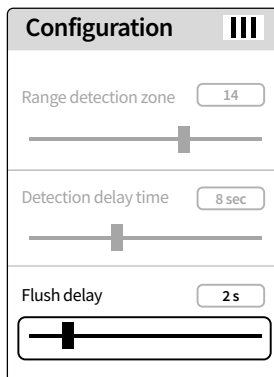 Configuration
Range detection zone 14
Detection delay time 8 sec
Flush delay 2 s